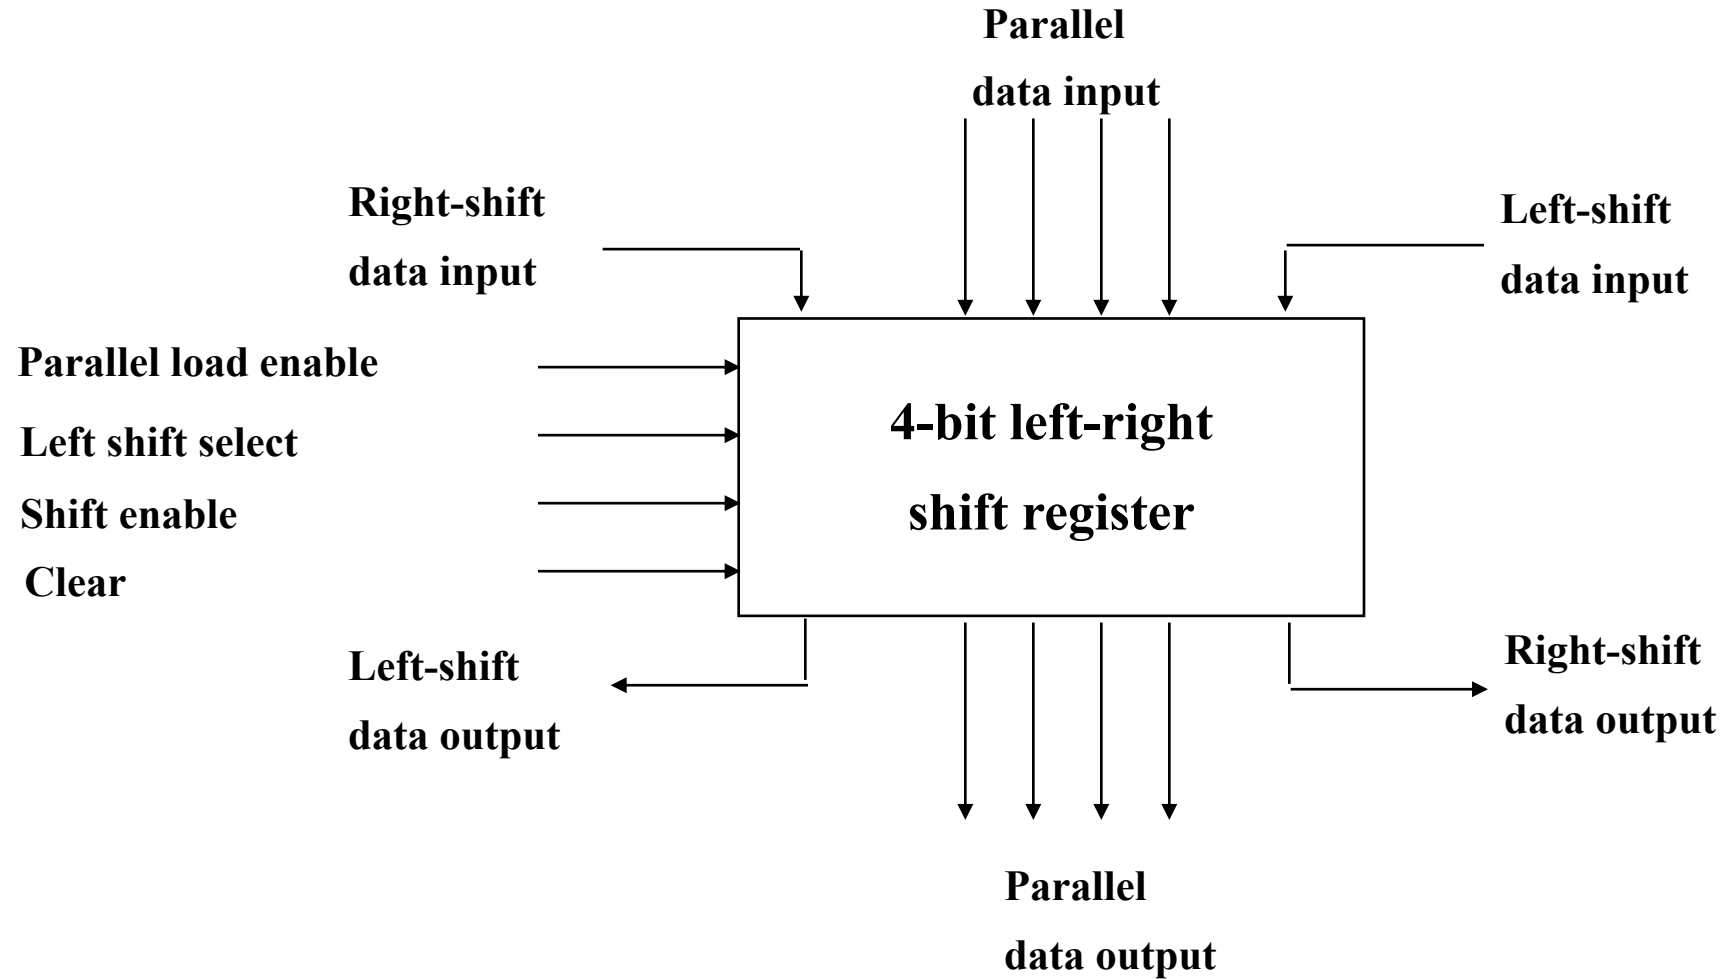 Parallel
data input
Right-shift
data input
Left-shift
data input
Parallel load enable
Left shift select
Shift enable
Clear
4-bit left-right
shift register
Left-shift
data output
Right-shift
data output
Parallel
data output